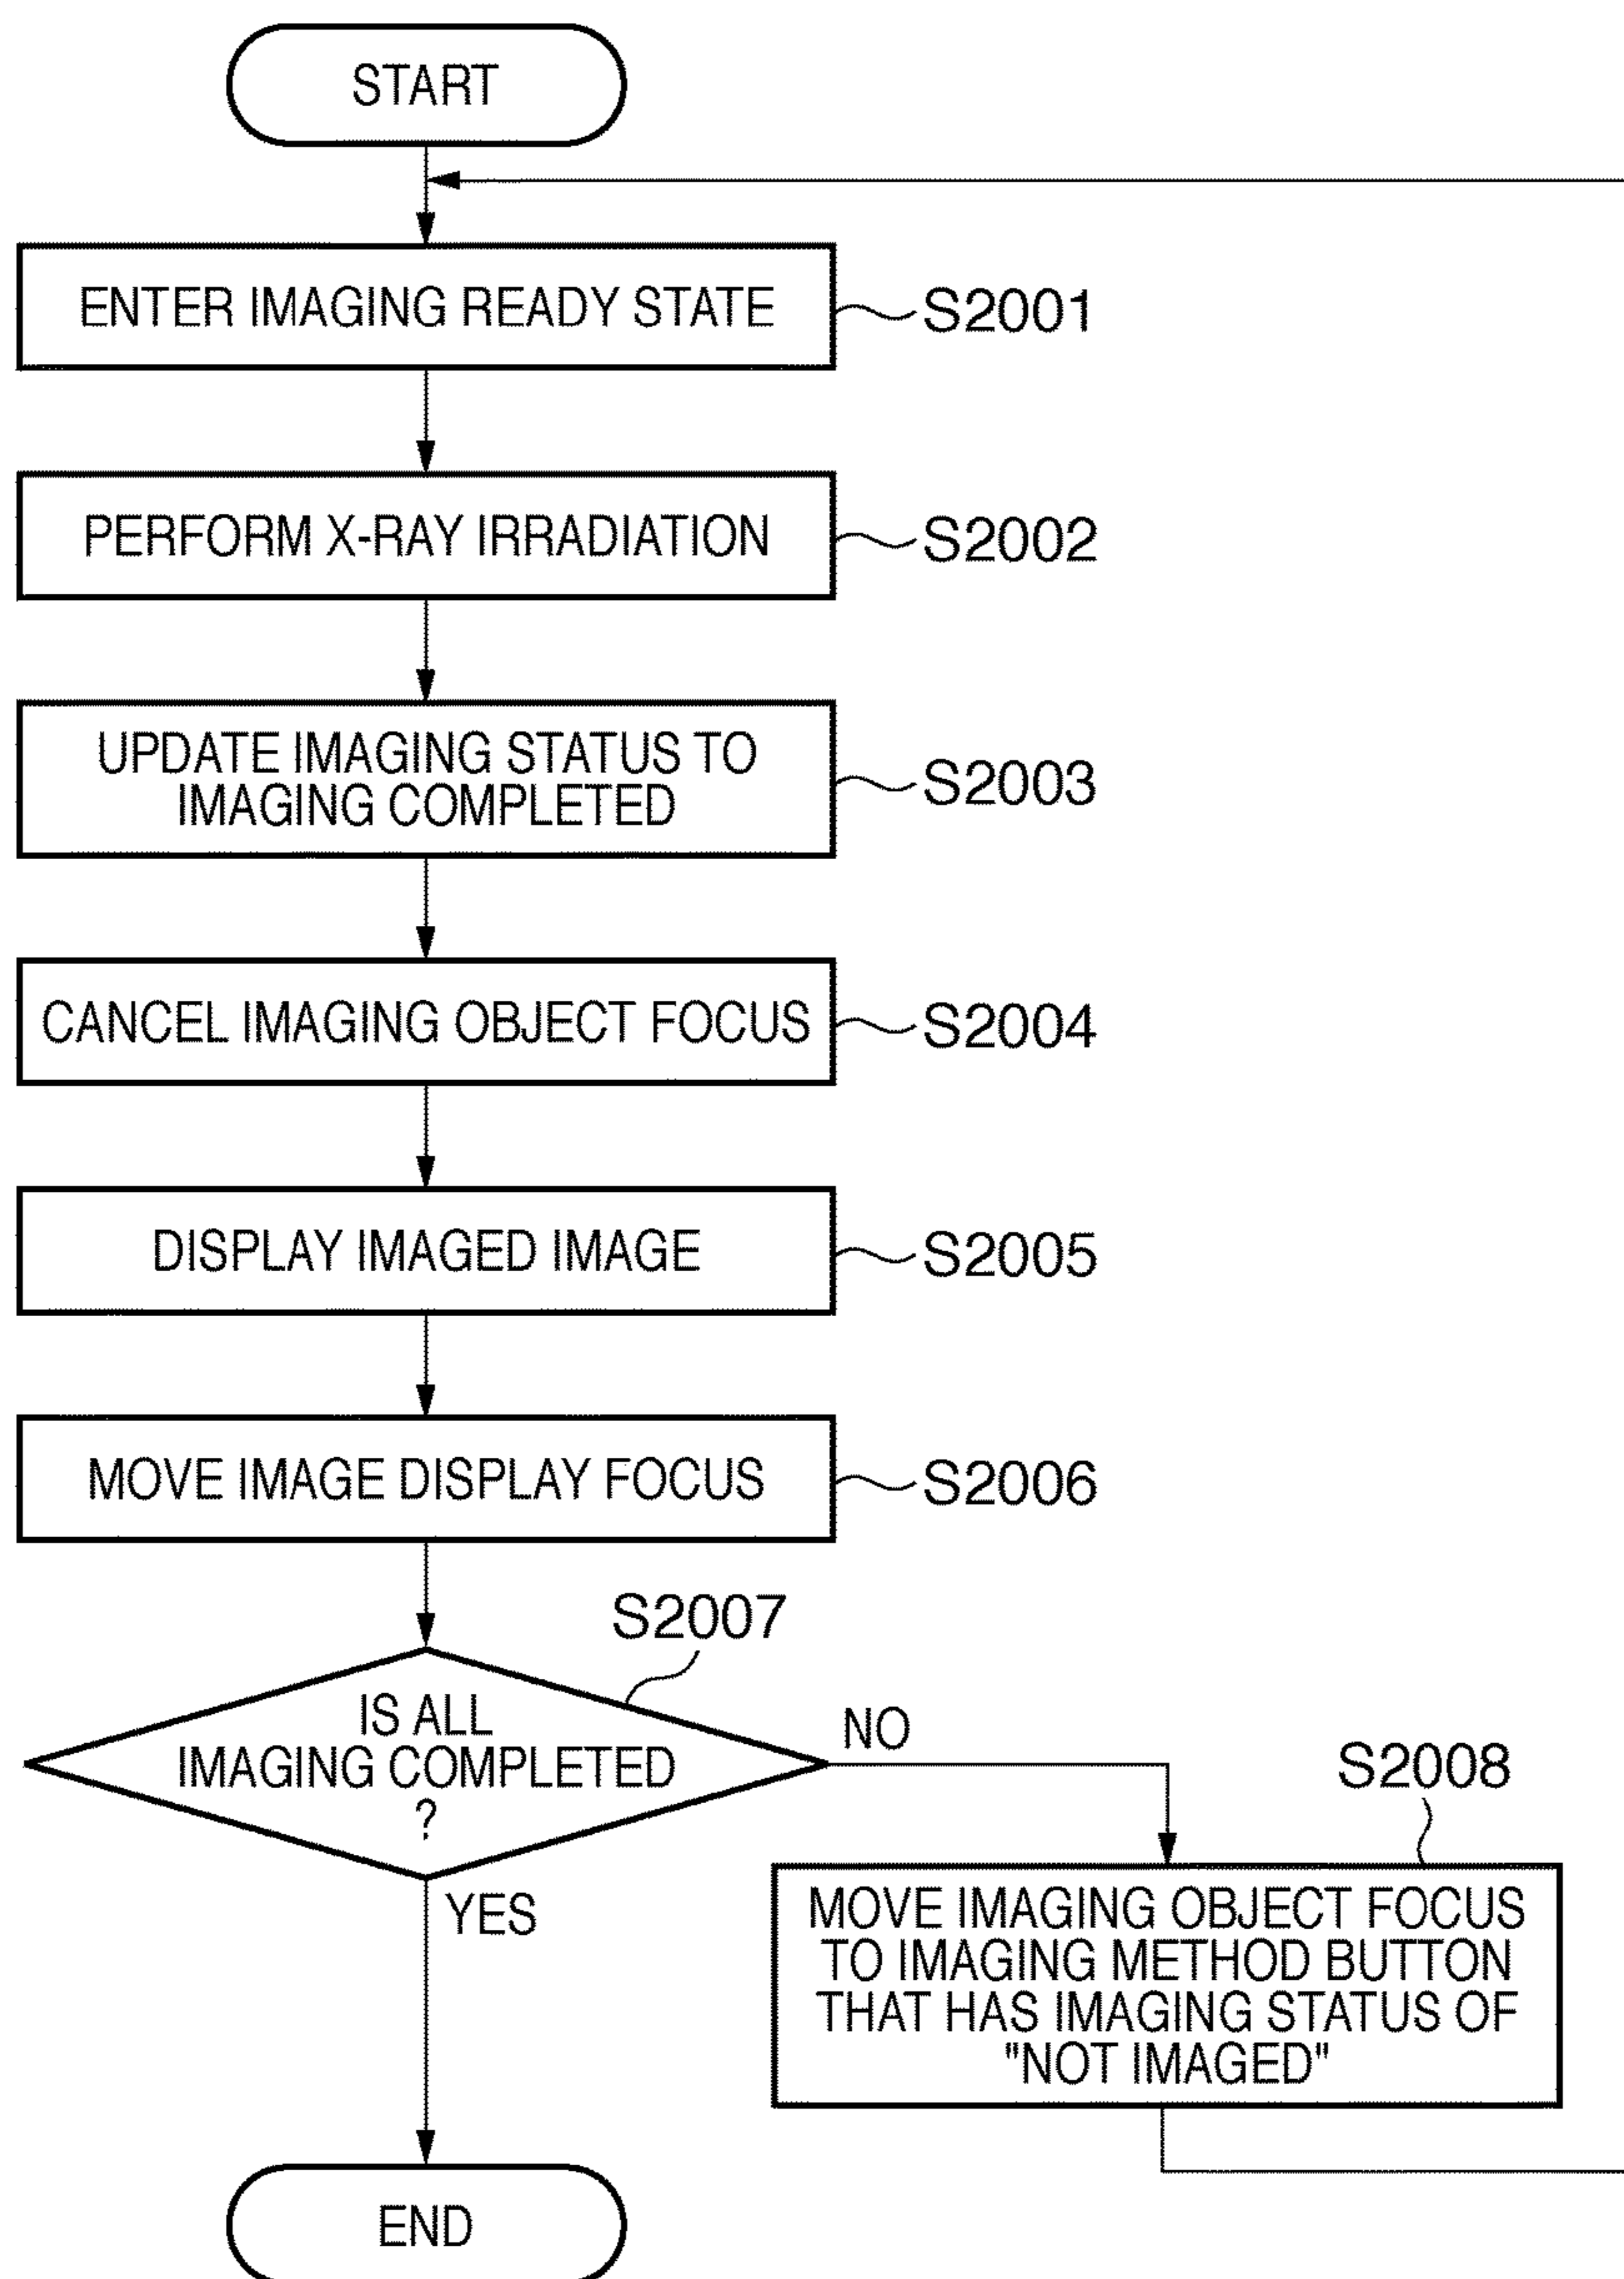 START
ENTER IMAGING READY STATE
S2001
PERFORM X-RAY IRRADIATION
S2002
UPDATE IMAGING STATUS TO
IMAGING COMPLETED
S2003
CANCEL IMAGING OBJECT FOCUS
S2004
DISPLAY IMAGED IMAGE
S2005
MOVE IMAGE DISPLAY FOCUS
S2006
S2007
IS ALL
IMAGING COMPLETED
?
NO
YES
S2008
MOVE IMAGING OBJECT FOCUS
TO IMAGING METHOD BUTTON
THAT HAS IMAGING STATUS OF
"NOT IMAGED"
END